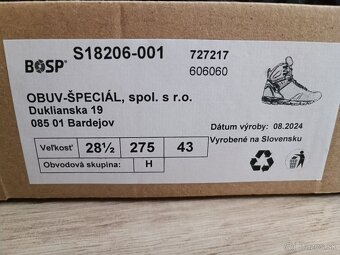 BOSP® S18206-001 727217
606060
OBUV-ŠPECIÁL, spol. s r.o.
Duklianska 19
085 01 Bardejov
Dátum výroby: 08.2024
Vyrobené na Slovensku
Veľkosť 28½ 275 43
Obvodová skupina: H